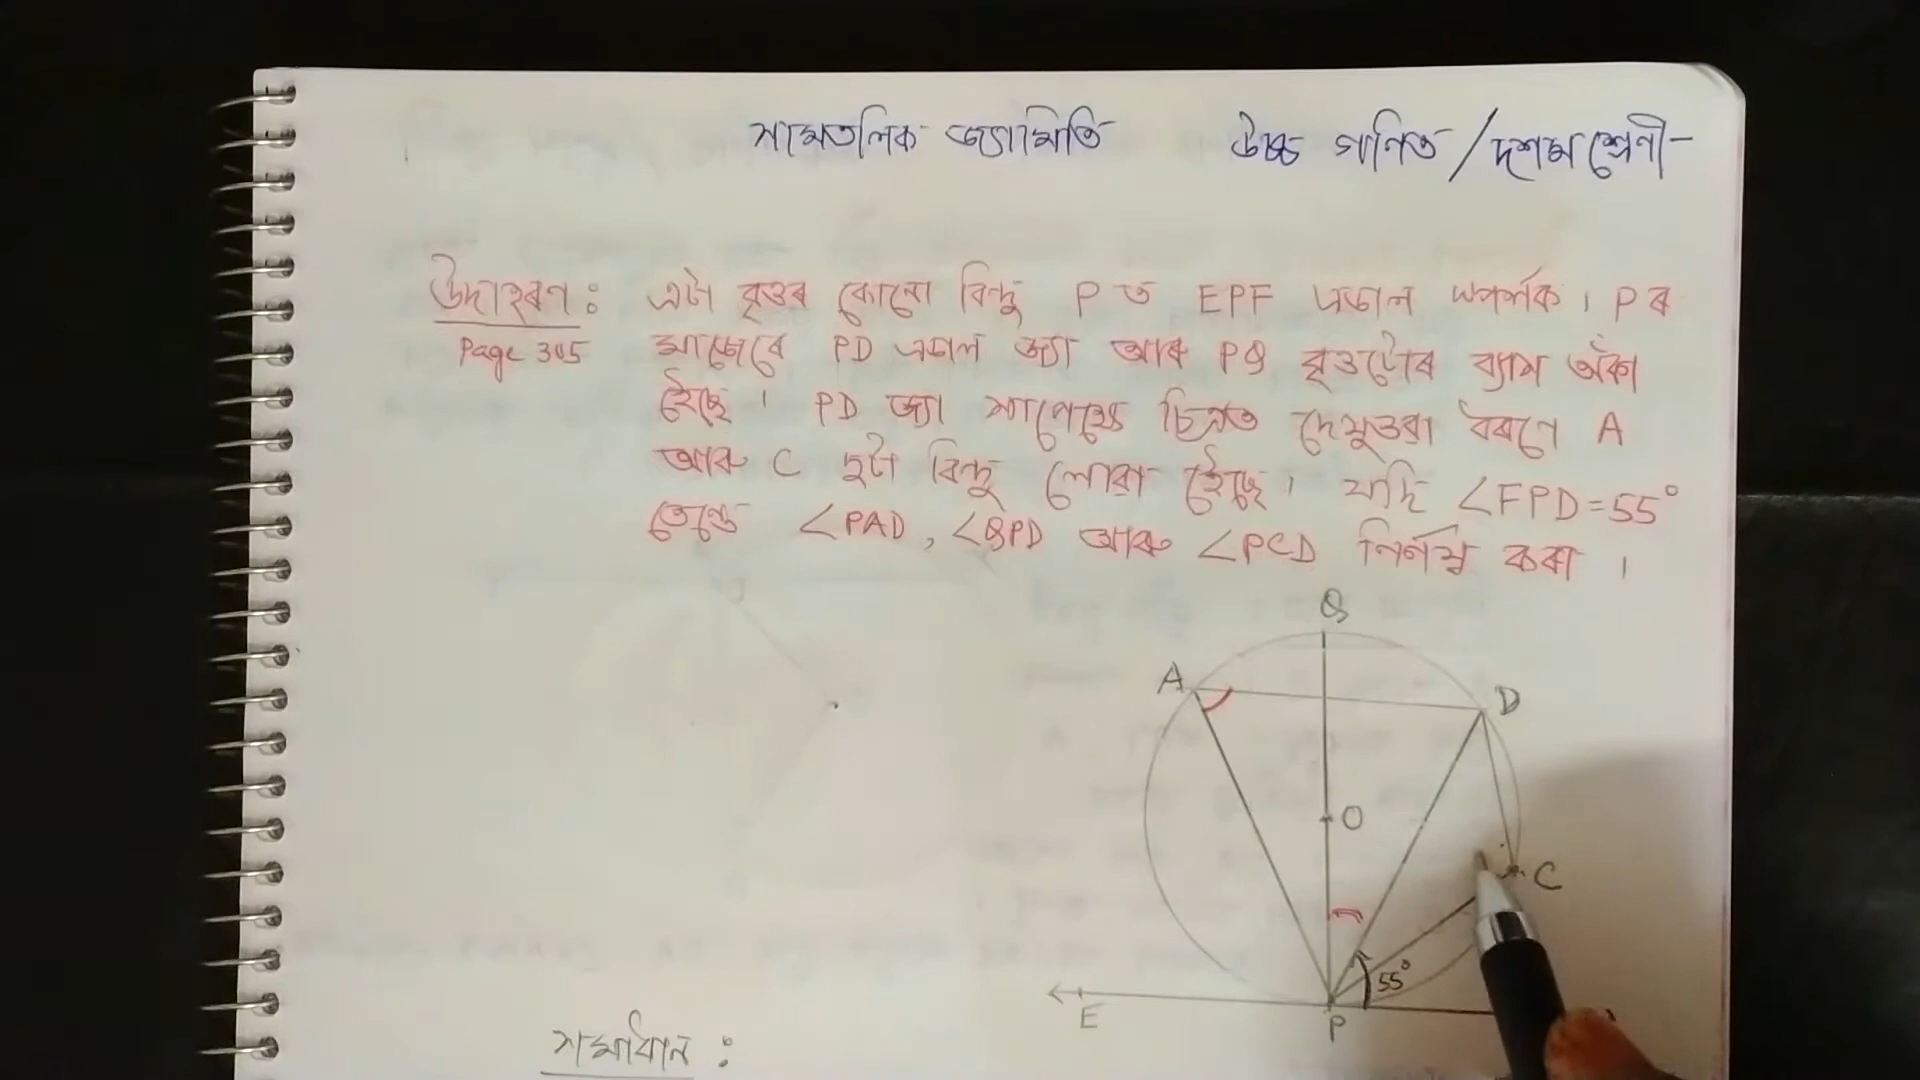 সামতলিক জ্যামিতি উচ্চ গণিত / দশম শ্ৰেণী
উদাহৰণ : এটা বৃত্তৰ কোনো বিন্দু P ত EPF এডাল স্পৰ্শক । P ৰ
Page 305 মাজেৰে PD এডাল জ্যা আৰু PQ বৃত্তটোৰ ব্যাস অঁকা
হৈছে । PD জ্যা সাপেক্ষে চিত্ৰত দেখুওৱা ধৰণে A
আৰু C দুটা বিন্দু লোৱা হৈছে । যদি ∠FPD = 55°
তেন্তে ∠PAD , ∠QPD আৰু ∠PCD নিৰ্ণয় কৰা ।
Q
A D
O
C
55°
E P
সমাধান :